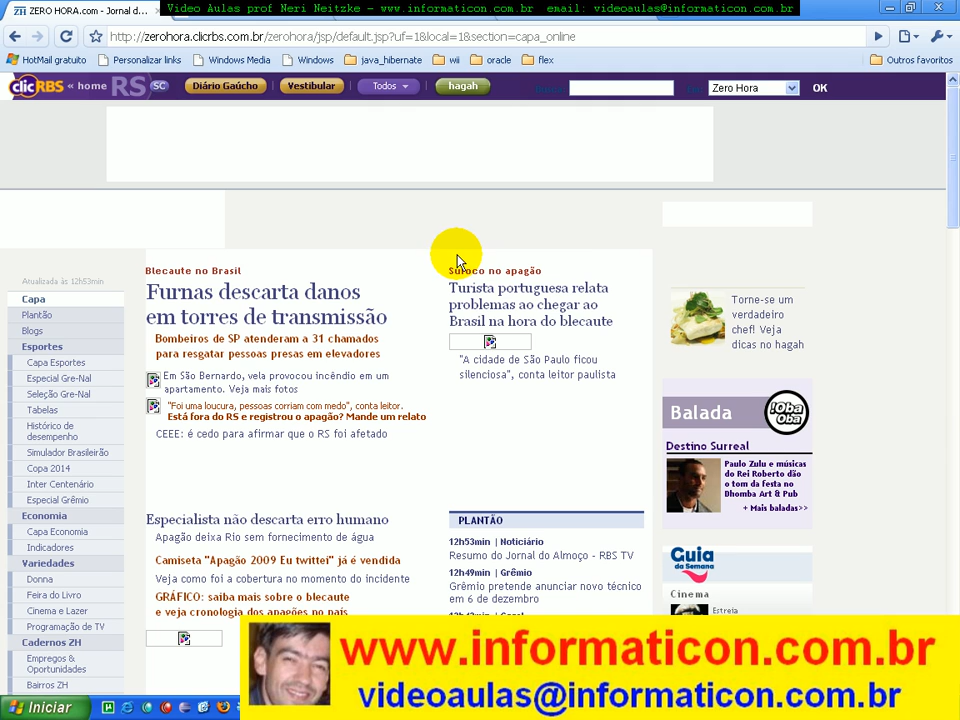 Video Aulas prof Neri Neitzke - www.informaticon.com.br email: videoaulas@informaticon.com.br
ZERO HORA.com - Jornal d...
http://zerohora.clicrbs.com.br/zerohora/jsp/default.jsp?uf=1&local=1&section=capa_online
HotMail gratuito Personalizar links Windows Media Windows java_hibernate wii oracle flex Outros favoritos
clicRBS « home RS SC Diário Gaúcho Vestibular Todos hagah Zero Hora OK
Atualizada às 12h53min
Capa
Plantão
Blogs
Esportes
Capa Esportes
Especial Gre-Nal
Seleção Gre-Nal
Tabelas
Histórico de
desempenho
Simulador Brasileirão
Copa 2014
Inter Centenário
Especial Grêmio
Economia
Capa Economia
Indicadores
Variedades
Donna
Feira do Livro
Cinema e Lazer
Programação de TV
Cadernos ZH
Empregos &
Oportunidades
Bairros ZH
Blecaute no Brasil
Furnas descarta danos
em torres de transmissão
Bombeiros de SP atenderam a 31 chamados
para resgatar pessoas presas em elevadores
Em São Bernardo, vela provocou incêndio em um
apartamento. Veja mais fotos
"Foi uma loucura, pessoas corriam com medo", conta leitor.
Está fora do RS e registrou o apagão? Mande um relato
CEEE: é cedo para afirmar que o RS foi afetado
Especialista não descarta erro humano
Apagão deixa Rio sem fornecimento de água
Camiseta "Apagão 2009 Eu twittei" já é vendida
Veja como foi a cobertura no momento do incidente
GRÁFICO: saiba mais sobre o blecaute
e veja cronologia dos apagões no país
Sufoco no apagão
Turista portuguesa relata
problemas ao chegar ao
Brasil na hora do blecaute
"A cidade de São Paulo ficou
silenciosa", conta leitor paulista
PLANTÃO
12h53min | Noticiário
Resumo do Jornal do Almoço - RBS TV
12h49min | Grêmio
Grêmio pretende anunciar novo técnico
em 6 de dezembro
Torne-se um
verdadeiro
chef! Veja
dicas no hagah
Balada
!Oba Oba
Destino Surreal
Paulo Zulu e músicas
do Rei Roberto dão
o tom da festa no
Dhomba Art & Pub
+ Mais baladas>>
Guia
da Semana
Cinema
Estreia
www.informaticon.com.br
videoaulas@informaticon.com.br
Iniciar